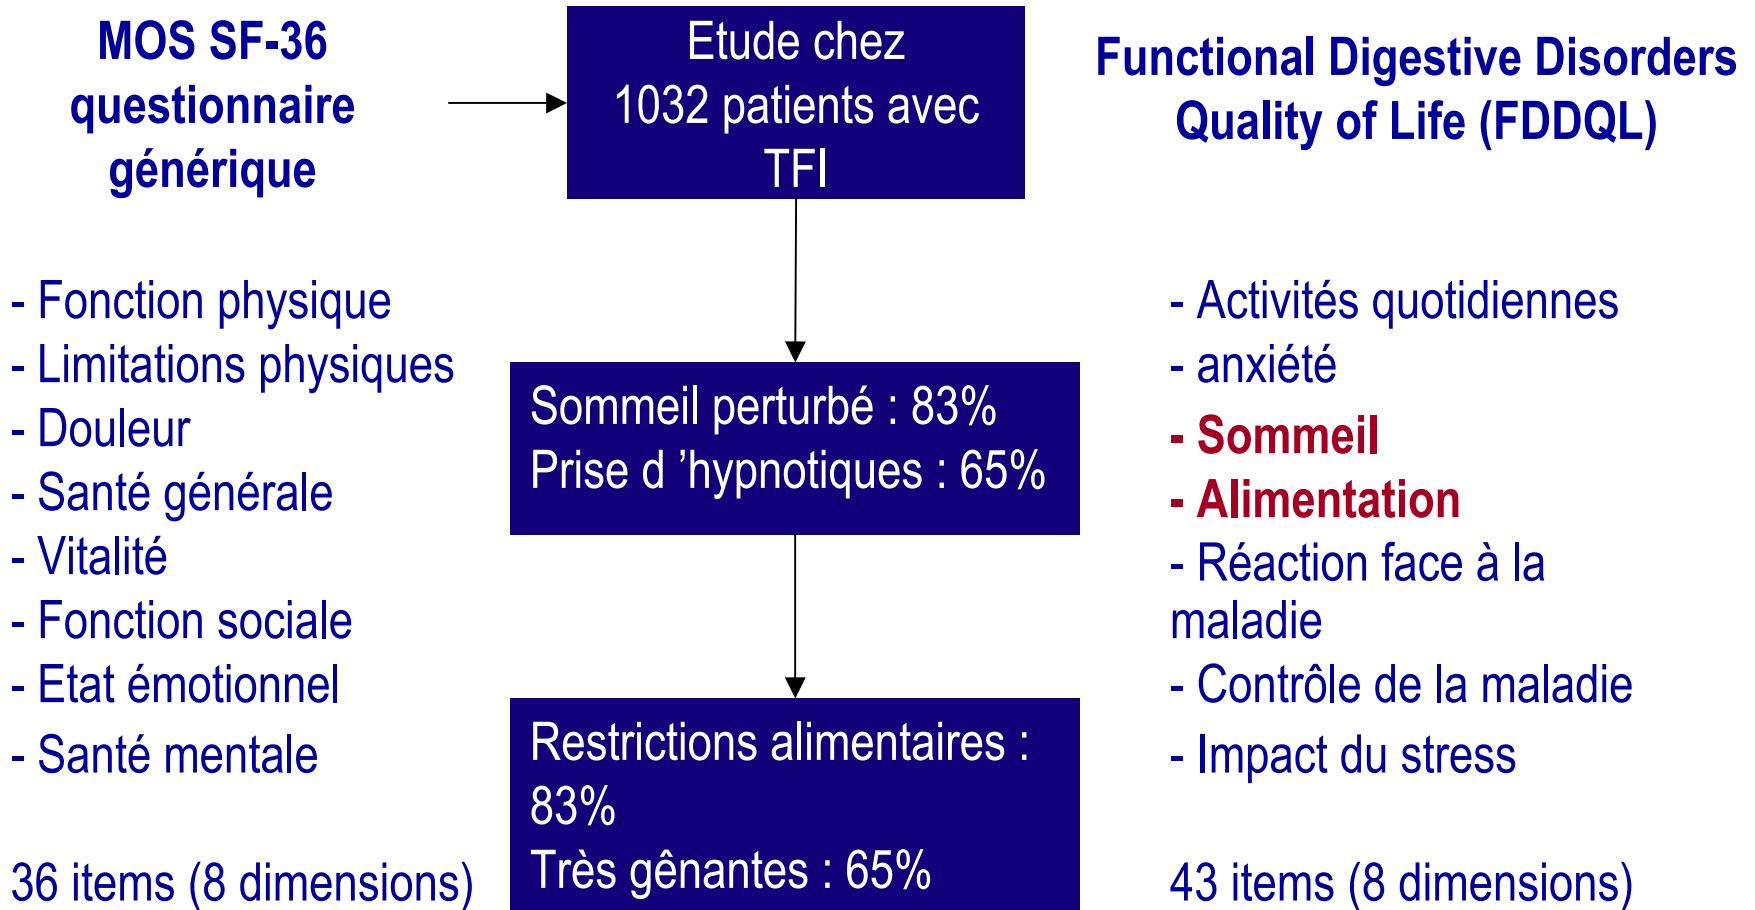 MOS SF-36
questionnaire
générique
Etude chez
1032 patients avec
TFI
Functional Digestive Disorders
Quality of Life (FDDQL)
- Fonction physique
- Limitations physiques
- Douleur
- Santé générale
- Vitalité
- Fonction sociale
- Etat émotionnel
- Santé mentale
36 items (8 dimensions)
Sommeil perturbé : 83%
Prise d ’hypnotiques : 65%
Restrictions alimentaires :
83%
Très gênantes : 65%
- Activités quotidiennes
- anxiété
- Sommeil
- Alimentation
- Réaction face à la
maladie
- Contrôle de la maladie
- Impact du stress
43 items (8 dimensions)